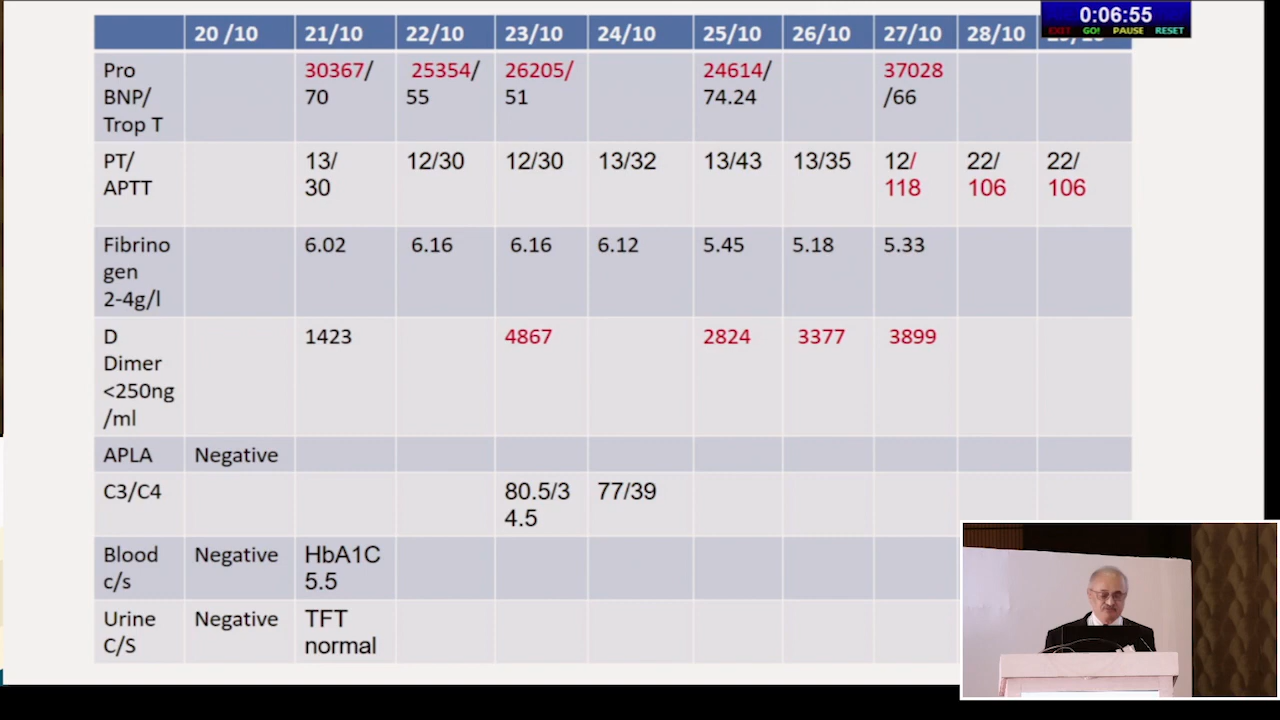 0:06:55
EXIT GO! PAUSE RESET
20 /10 21/10 22/10 23/10 24/10 25/10 26/10 27/10 28/10
Pro BNP/ Trop T 30367/ 70 25354/ 55 26205/ 51 24614/ 74.24 37028 /66
PT/ APTT 13/ 30 12/30 12/30 13/32 13/43 13/35 12/ 118 22/ 106 22/ 106
Fibrino gen 2-4g/l 6.02 6.16 6.16 6.12 5.45 5.18 5.33
D Dimer <250ng /ml 1423 4867 2824 3377 3899
APLA Negative
C3/C4 80.5/3 4.5 77/39
Blood c/s Negative HbA1C 5.5
Urine C/S Negative TFT normal